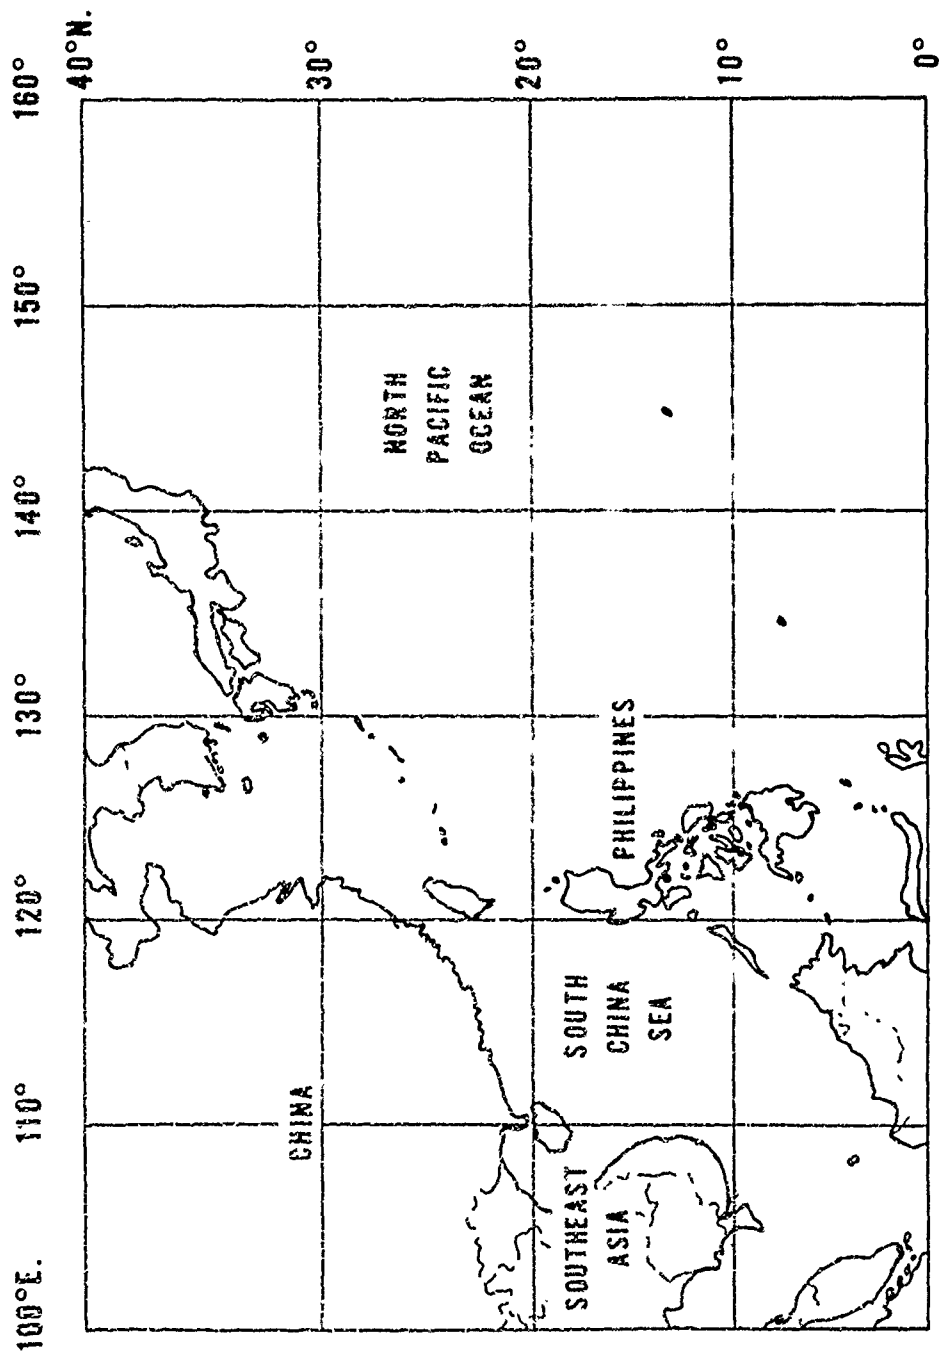 100°E.
110°
120°
130°
140°
150°
160°
40°N.
30°
20°
10°
0°
CHINA
NORTH
PACIFIC
OCEAN
SOUTHEAST
ASIA
SOUTH
CHINA
SEA
PHILIPPINES